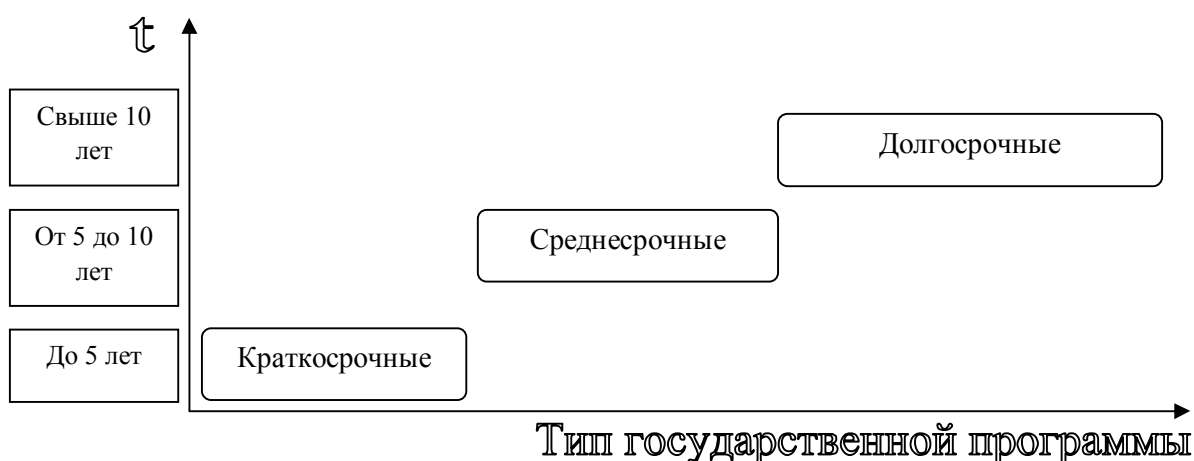 t
Свыше 10
лет
Долгосрочные
От 5 до 10
лет
Среднесрочные
До 5 лет
Краткосрочные
Тип государственной программы